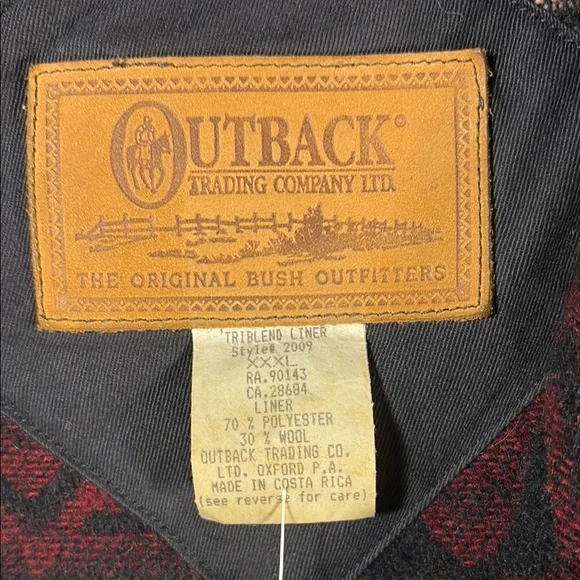 OUTBACK®
TRADING COMPANY LTD.
THE ORIGINAL BUSH OUTFITTERS
'TRIBLEND LINER
Style# 2009
XXXL
RA.90143
CA.28684
LINER
70 % POLYESTER
30 % WOOL
OUTBACK TRADING CO.
LTD. OXFORD P.A.
MADE IN COSTA RICA
(see reverse for care)